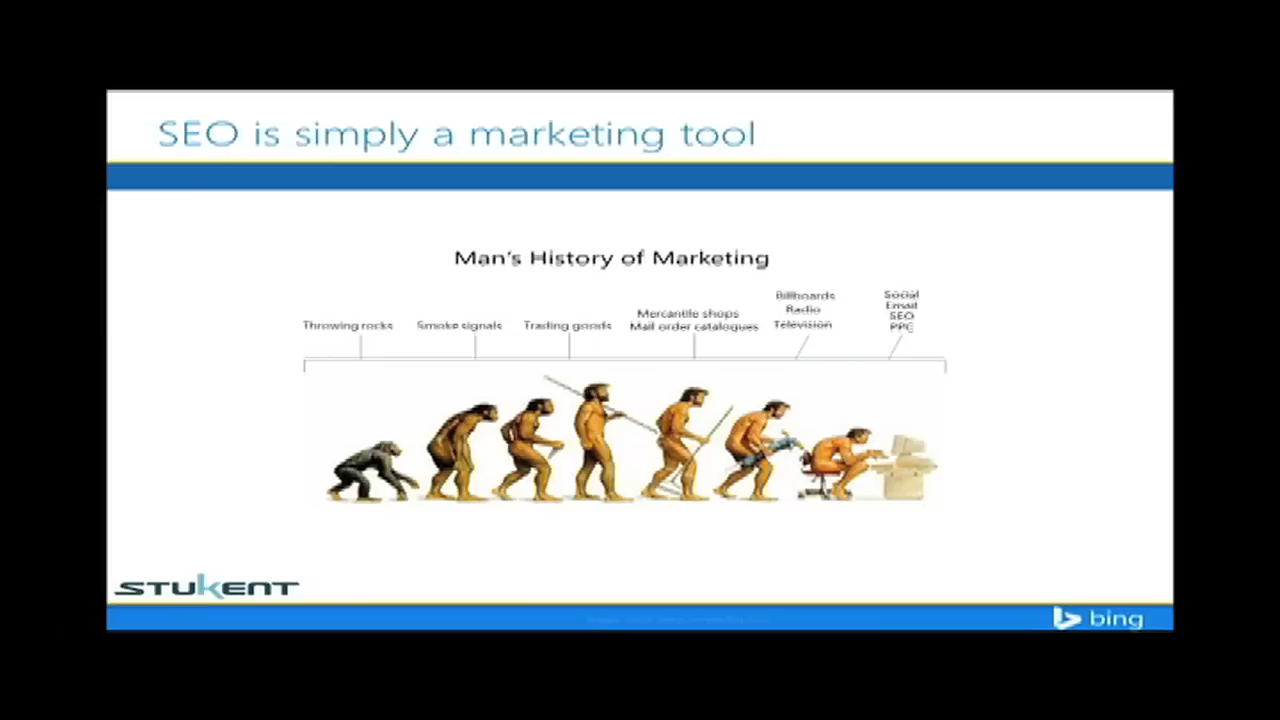 SEO is simply a marketing tool
Man's History of Marketing
Throwing rocks
Smoke signals
Trading goods
Mercantile shops
Mail order catalogues
Billboards
Radio
Television
Social
Email
SEO
PPC
STUKENT
bing